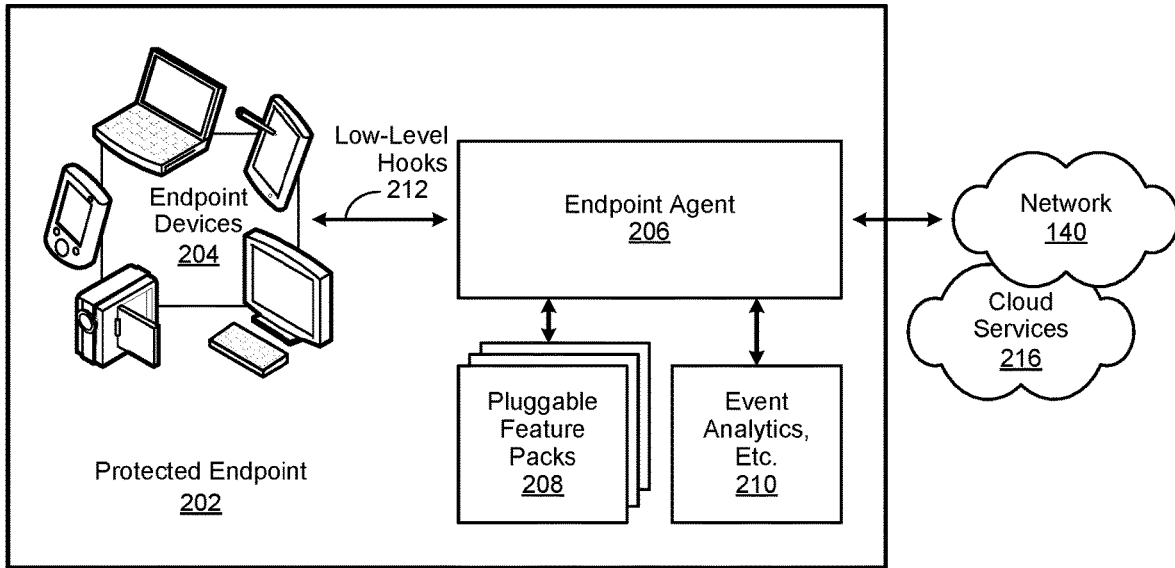 Low-Level
Hooks
212
Endpoint
Devices
204
Endpoint Agent
206
Network
140
Cloud
Services
216
Pluggable
Feature
Packs
208
Event
Analytics,
Etc.
210
Protected Endpoint
202